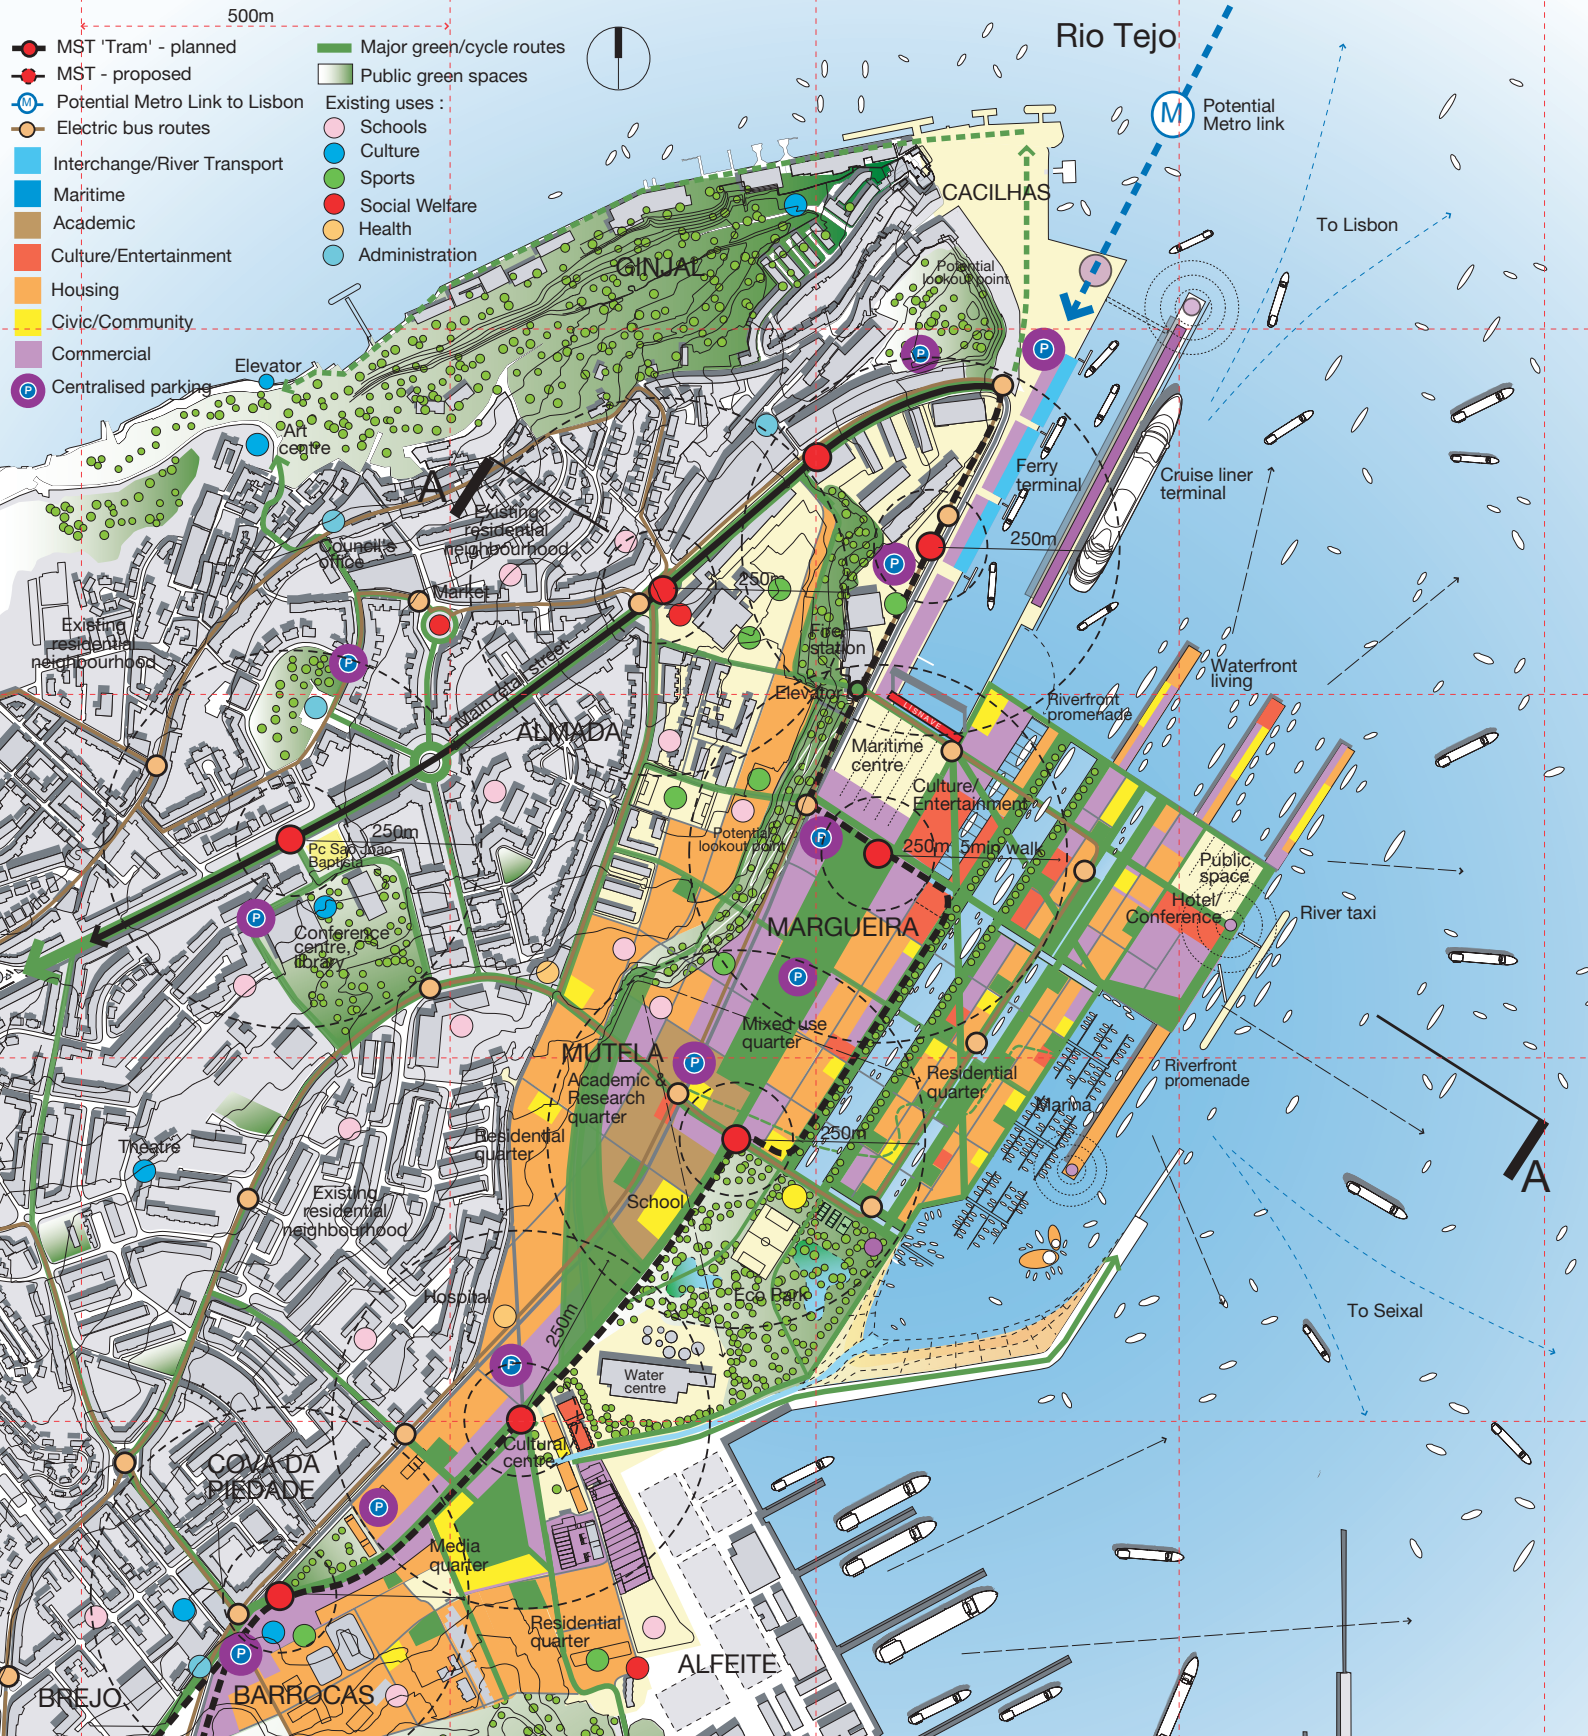 500m
MST 'Tram' - planned
MST - proposed
Potential Metro Link to Lisbon
M
Electric bus routes
Interchange/River Transport
Maritime
Academic
Culture/Entertainment
Housing
Civic/Community
Commercial
P
Centralised parking
Major green/cycle routes
Public green spaces
Existing uses :
Schools
Culture
Sports
Social Welfare
Health
Administration
Rio Tejo
M
Potential
Metro link
To Lisbon
CACILHAS
GINJAL
Potential
lookout point
P
P
Elevator
Art
centre
A
Existing
residential
neighbourhood
Council's
office
Market
Ferry
terminal
Cruise liner
terminal
250m
250m
P
Existing
residential
neighbourhood
P
Fire
station
Elevator
Main retail street
ALMADA
LISNAVE
Riverfront
promenade
Waterfront
living
Maritime
centre
Culture/
Entertainment
250m
Pc Sao Joao
Baptista
Potential
lookout point
P
250m 5min walk
Public
space
Hotel/
Conference
River taxi
P
Conference
centre,
library
MARGUEIRA
P
Mixed use
quarter
MUTELA
P
Academic &
Research
quarter
Residential
quarter
Riverfront
promenade
Marina
Residential
quarter
250m
Theatre
Existing
residential
neighbourhood
School
A
Hospital
Eco Park
250m
To Seixal
P
Water
centre
Cultural
centre
COVA DA
PIEDADE
P
Media
quarter
Residential
quarter
ALFEITE
P
BREJO
BARROCAS